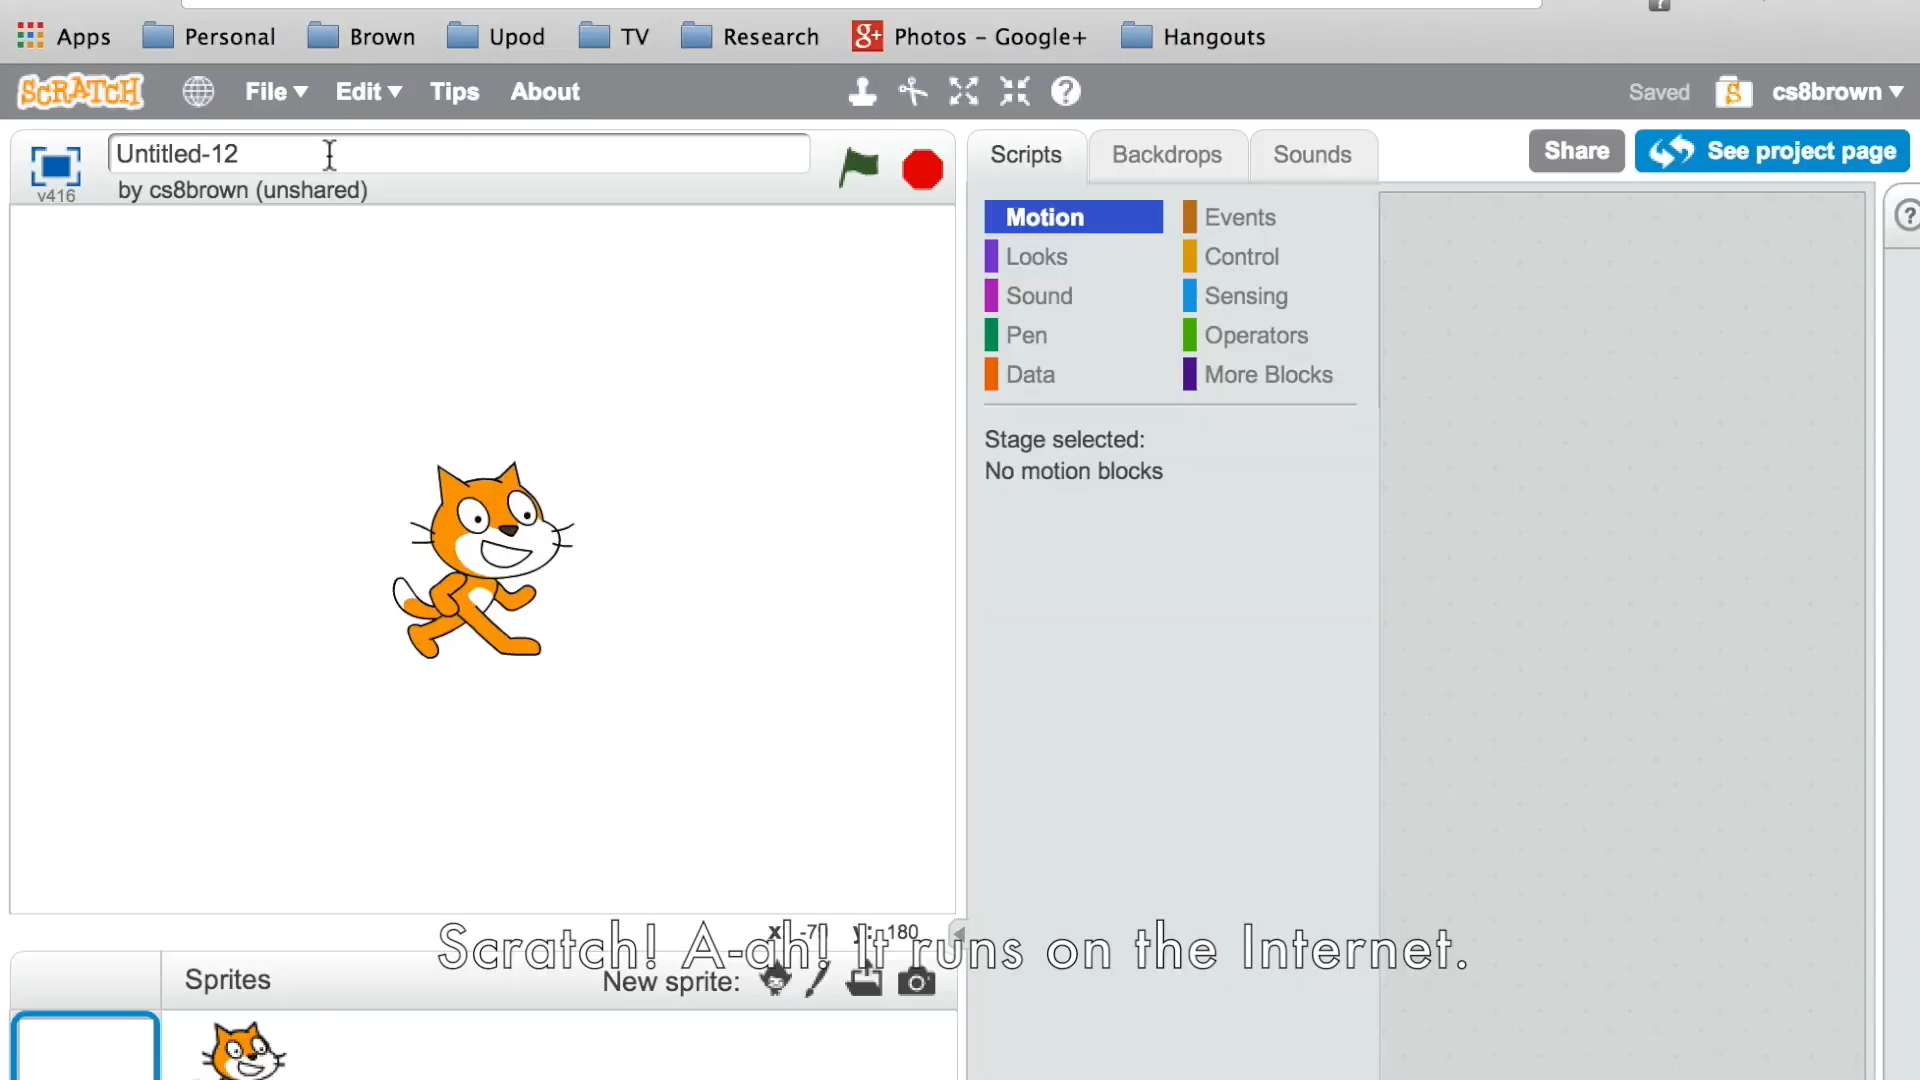 Apps Personal Brown Upod TV Research g+ Photos – Google+ Hangouts
SCRATCH File Edit Tips About Saved S cs8brown
Untitled-12
v416
by cs8brown (unshared)
Scripts Backdrops Sounds Share See project page
Motion Events
Looks Control
Sound Sensing
Pen Operators
Data More Blocks
Stage selected:
No motion blocks
Scratch! A-ah! It runs on the Internet.
Sprites New sprite: